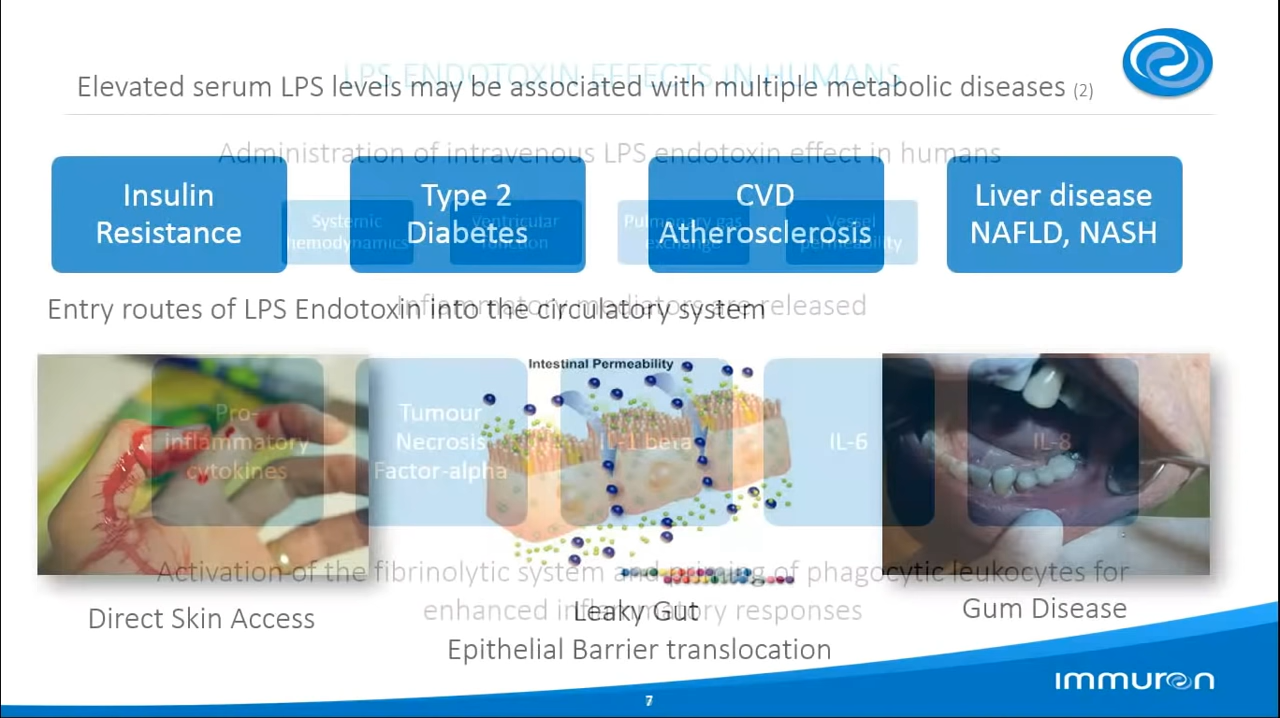 LPS ENDOTOXIN EFFECTS IN HUMANS
Elevated serum LPS levels may be associated with multiple metabolic diseases (2)
Administration of intravenous LPS endotoxin effect in humans
Insulin
Resistance
Type 2
Diabetes
CVD
Atherosclerosis
Liver disease
NAFLD, NASH
Systemic
hemodynamics
Ventricular
function
Pulmonary gas
exchange
Vessel
permeability
Entry routes of LPS Endotoxin into the circulatory system
Inflammatory mediators are released
Intestinal Permeability
Pro-
inflammatory
cytokines
Tumour
Necrosis
Factor-alpha
IL-1 beta
IL-6
IL-8
Activation of the fibrinolytic system and priming of phagocytic leukocytes for
enhanced inflammatory responses
Direct Skin Access
Leaky Gut
Epithelial Barrier translocation
Gum Disease
immuron
7